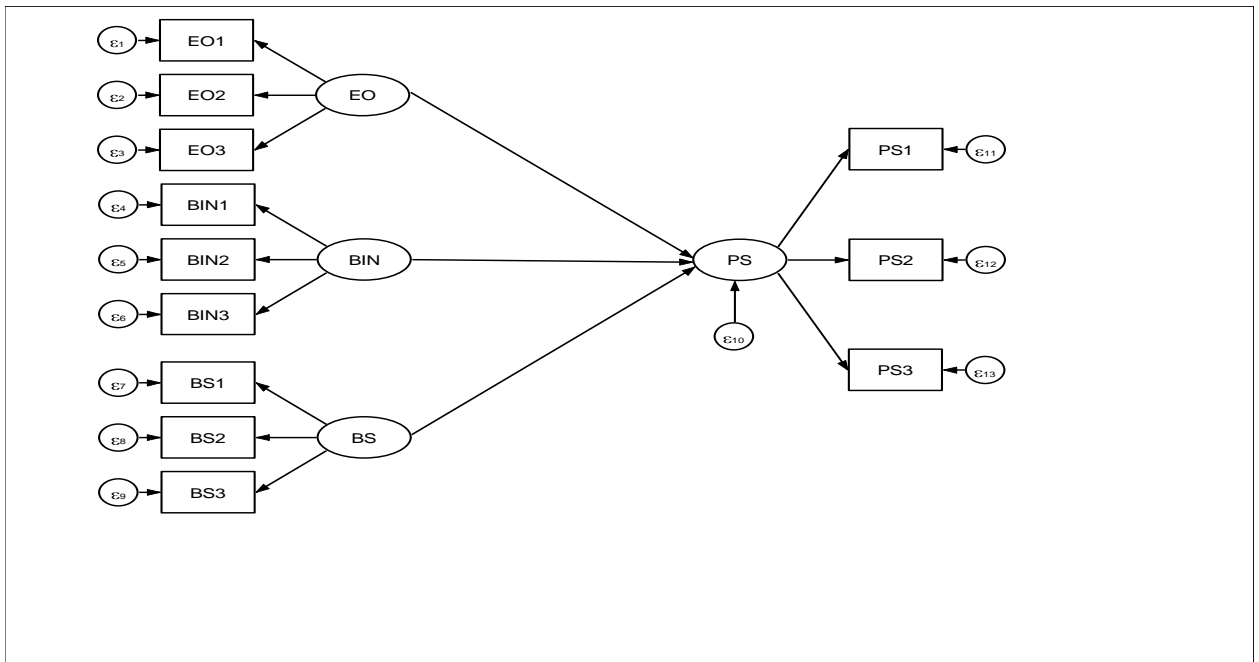 ε1 EO1
EO
ε2 EO2
ε3 EO3
PS1 ε11
ε4 BIN1
ε5 BIN2
BIN
PS
PS2 ε12
ε6 BIN3
ε10
ε7 BS1
PS3 ε13
ε8 BS2
BS
ε9 BS3